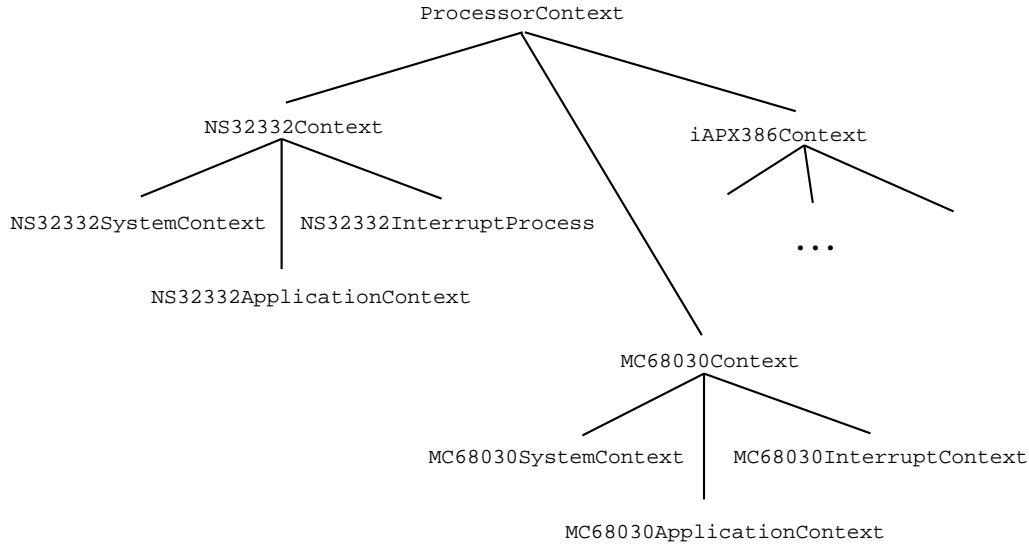 ProcessorContext
NS32332Context
iAPX386Context
NS32332SystemContext
NS32332InterruptProcess
...
NS32332ApplicationContext
MC68030Context
MC68030SystemContext
MC68030InterruptContext
MC68030ApplicationContext